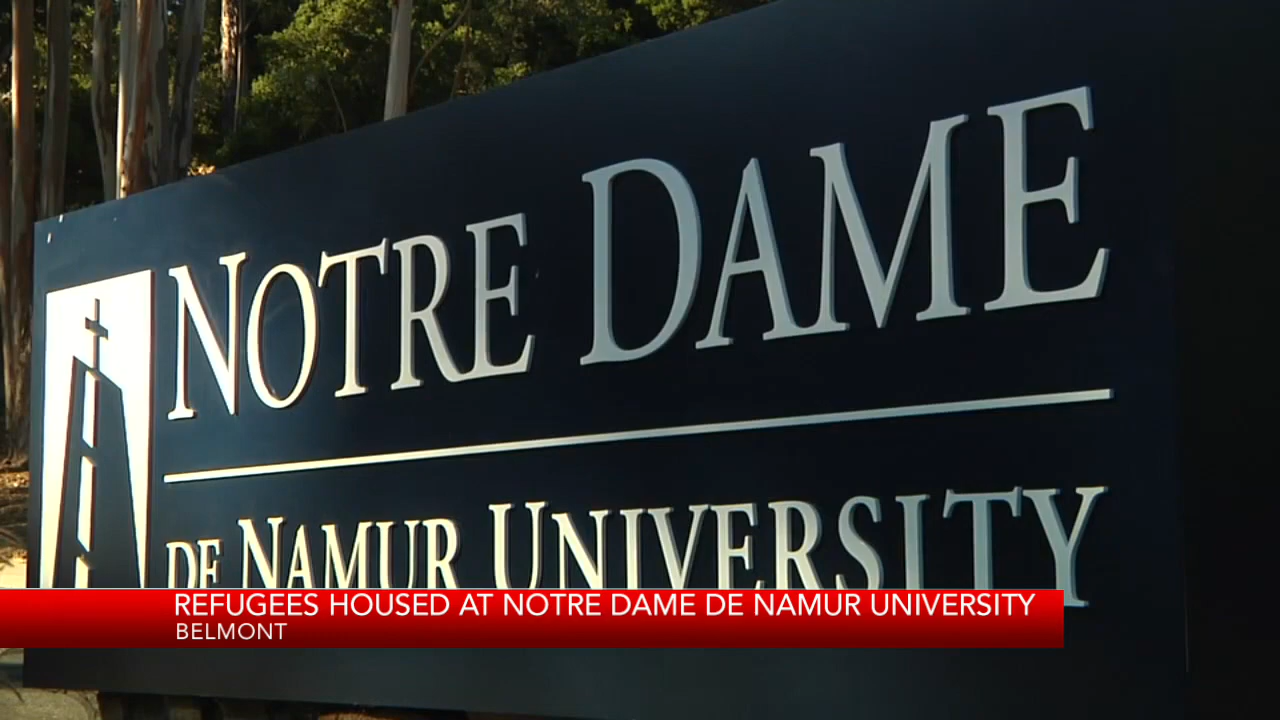 NOTRE DAME
DE NAMUR UNIVERSITY
REFUGEES HOUSED AT NOTRE DAME DE NAMUR UNIVERSITY
BELMONT